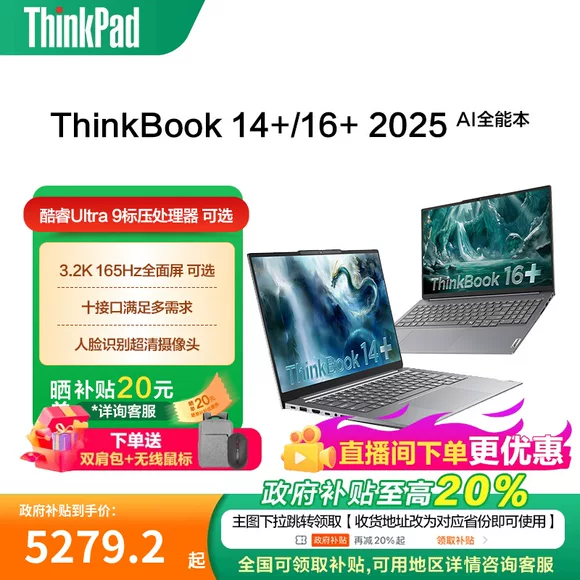 ThinkPad
ThinkBook 14+/16+ 2025 AI全能本
酷睿Ultra 9标压处理器 可选
3.2K 165Hz全面屏 可选
十接口满足多需求
人脸识别超清摄像头
ThinkBook 16+
ThinkBook 14+
晒补贴20元
*详询客服
下单送
双肩包+无线鼠标
直播间下单更优惠
政府补贴至高20%
主图下拉跳转领取【收货地址改为对应省份即可使用】
政府补贴 再减20%起 领取补贴 >
政府补贴到手价:
5279.2 起
全国可领取补贴,可用地区详情咨询客服